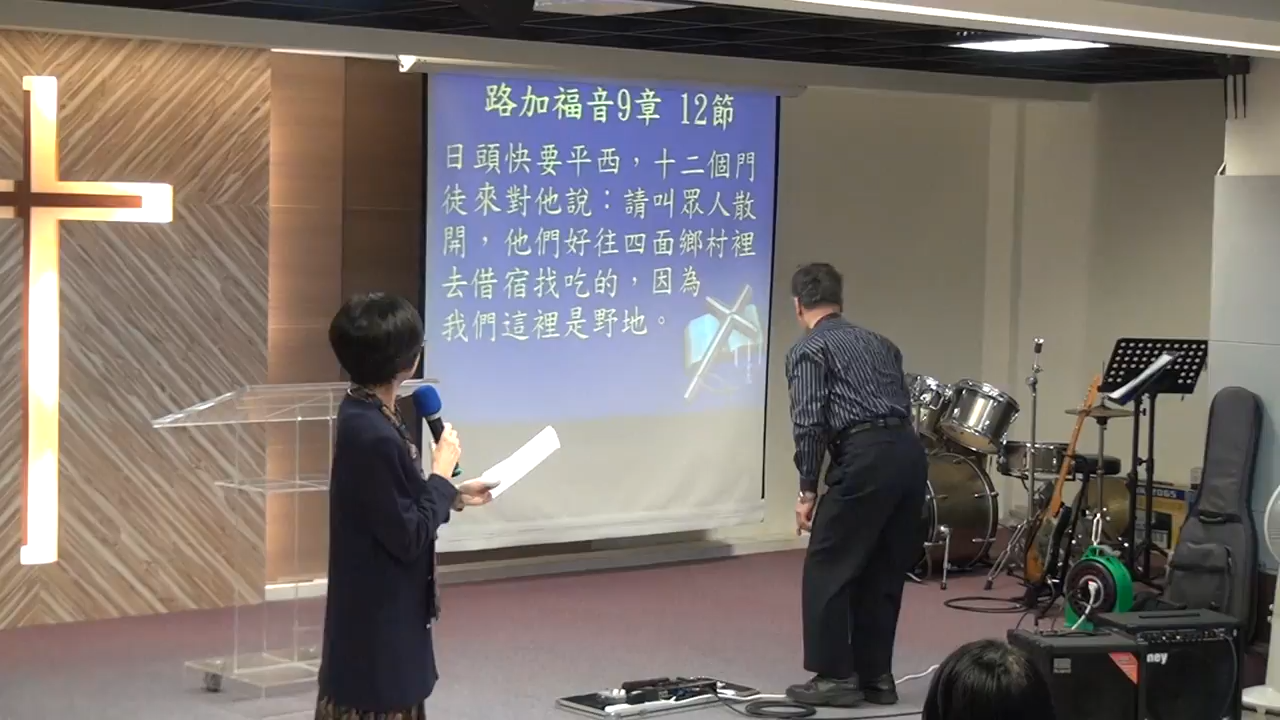 路加福音9章 12節
日頭快要平西，十二個門
徒來對他說：請叫眾人散
開，他們好往四面鄉村裡
去借宿找吃的，因為
我們這裡是野地。